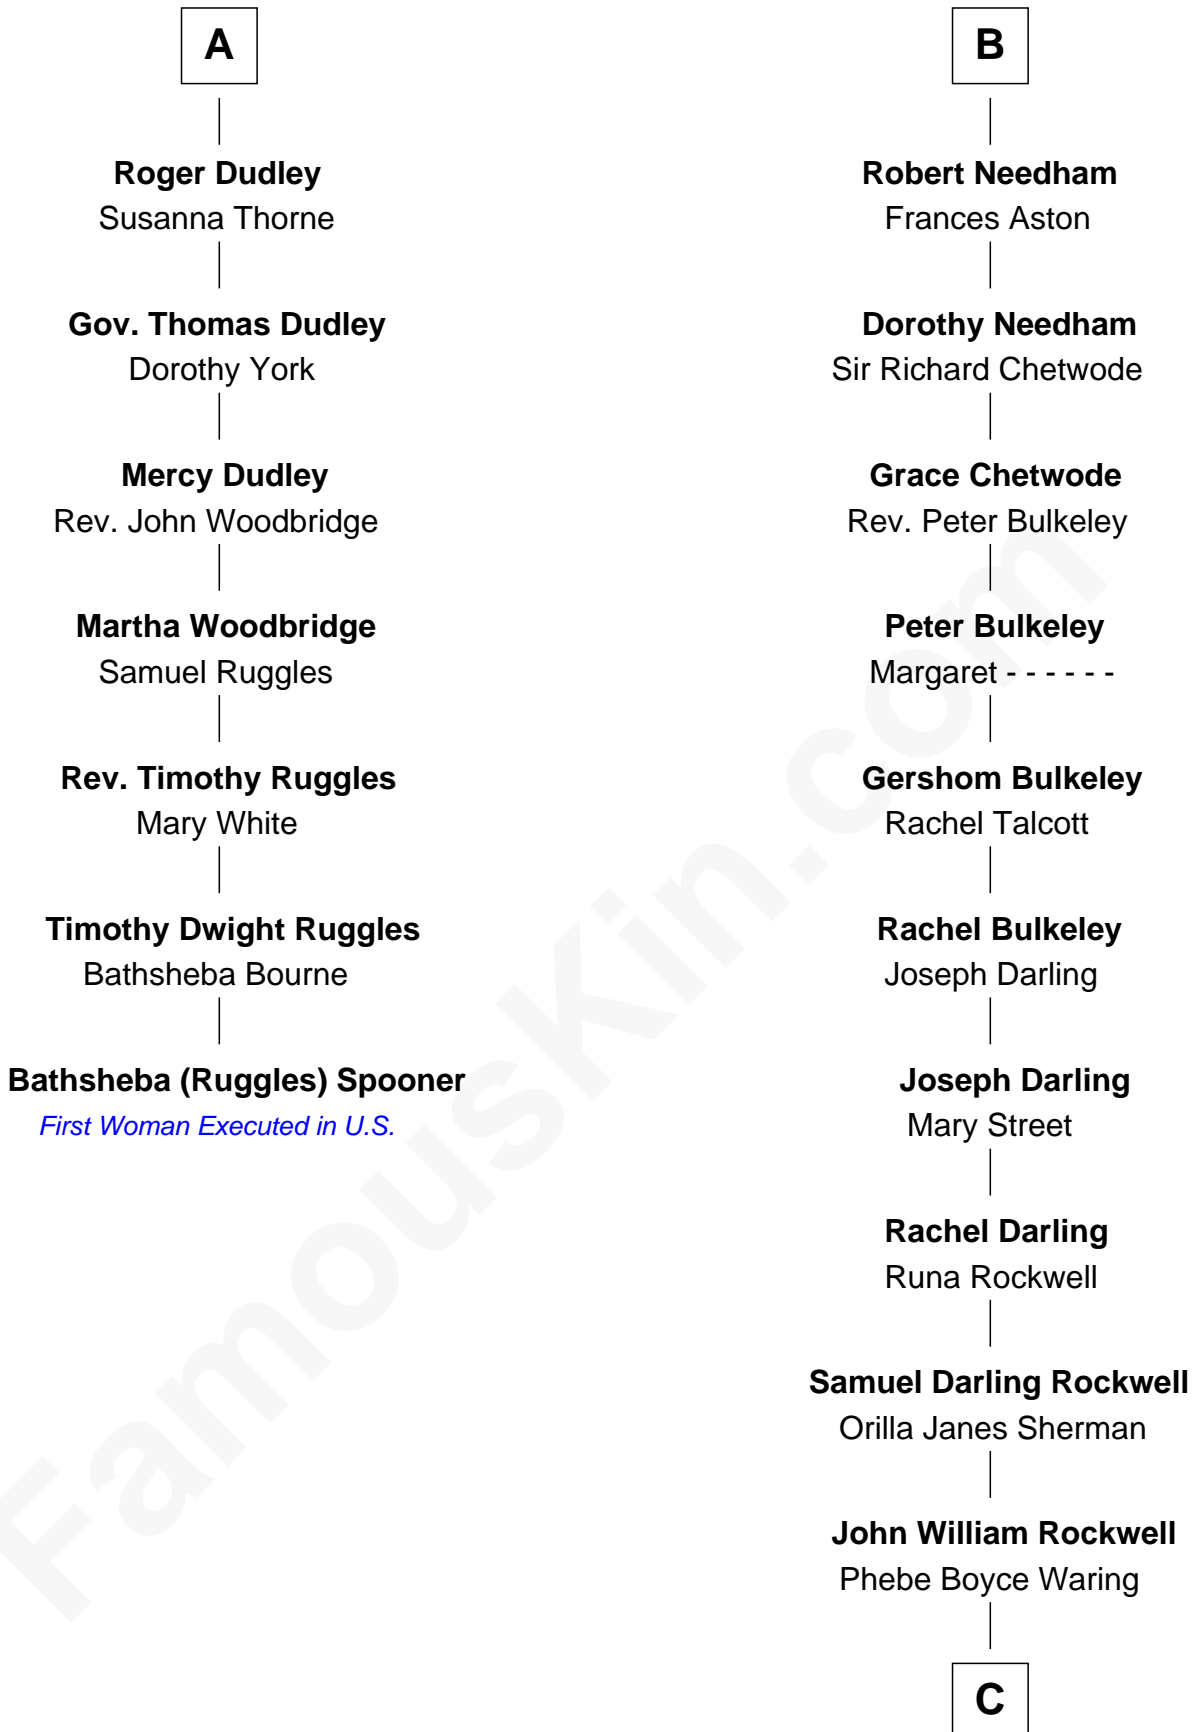 A
Roger Dudley
Susanna Thorne
Gov. Thomas Dudley
Dorothy York
Mercy Dudley
Rev. John Woodbridge
Martha Woodbridge
Samuel Ruggles
Rev. Timothy Ruggles
Mary White
Timothy Dwight Ruggles
Bathsheba Bourne
Bathsheba (Ruggles) Spooner
First Woman Executed in U.S.
B
Robert Needham
Frances Aston
Dorothy Needham
Sir Richard Chetwode
Grace Chetwode
Rev. Peter Bulkeley
Peter Bulkeley
Margaret - - - - - -
Gershom Bulkeley
Rachel Talcott
Rachel Bulkeley
Joseph Darling
Joseph Darling
Mary Street
Rachel Darling
Runa Rockwell
Samuel Darling Rockwell
Orilla Janes Sherman
John William Rockwell
Phebe Boyce Waring
C
FamousKin.com